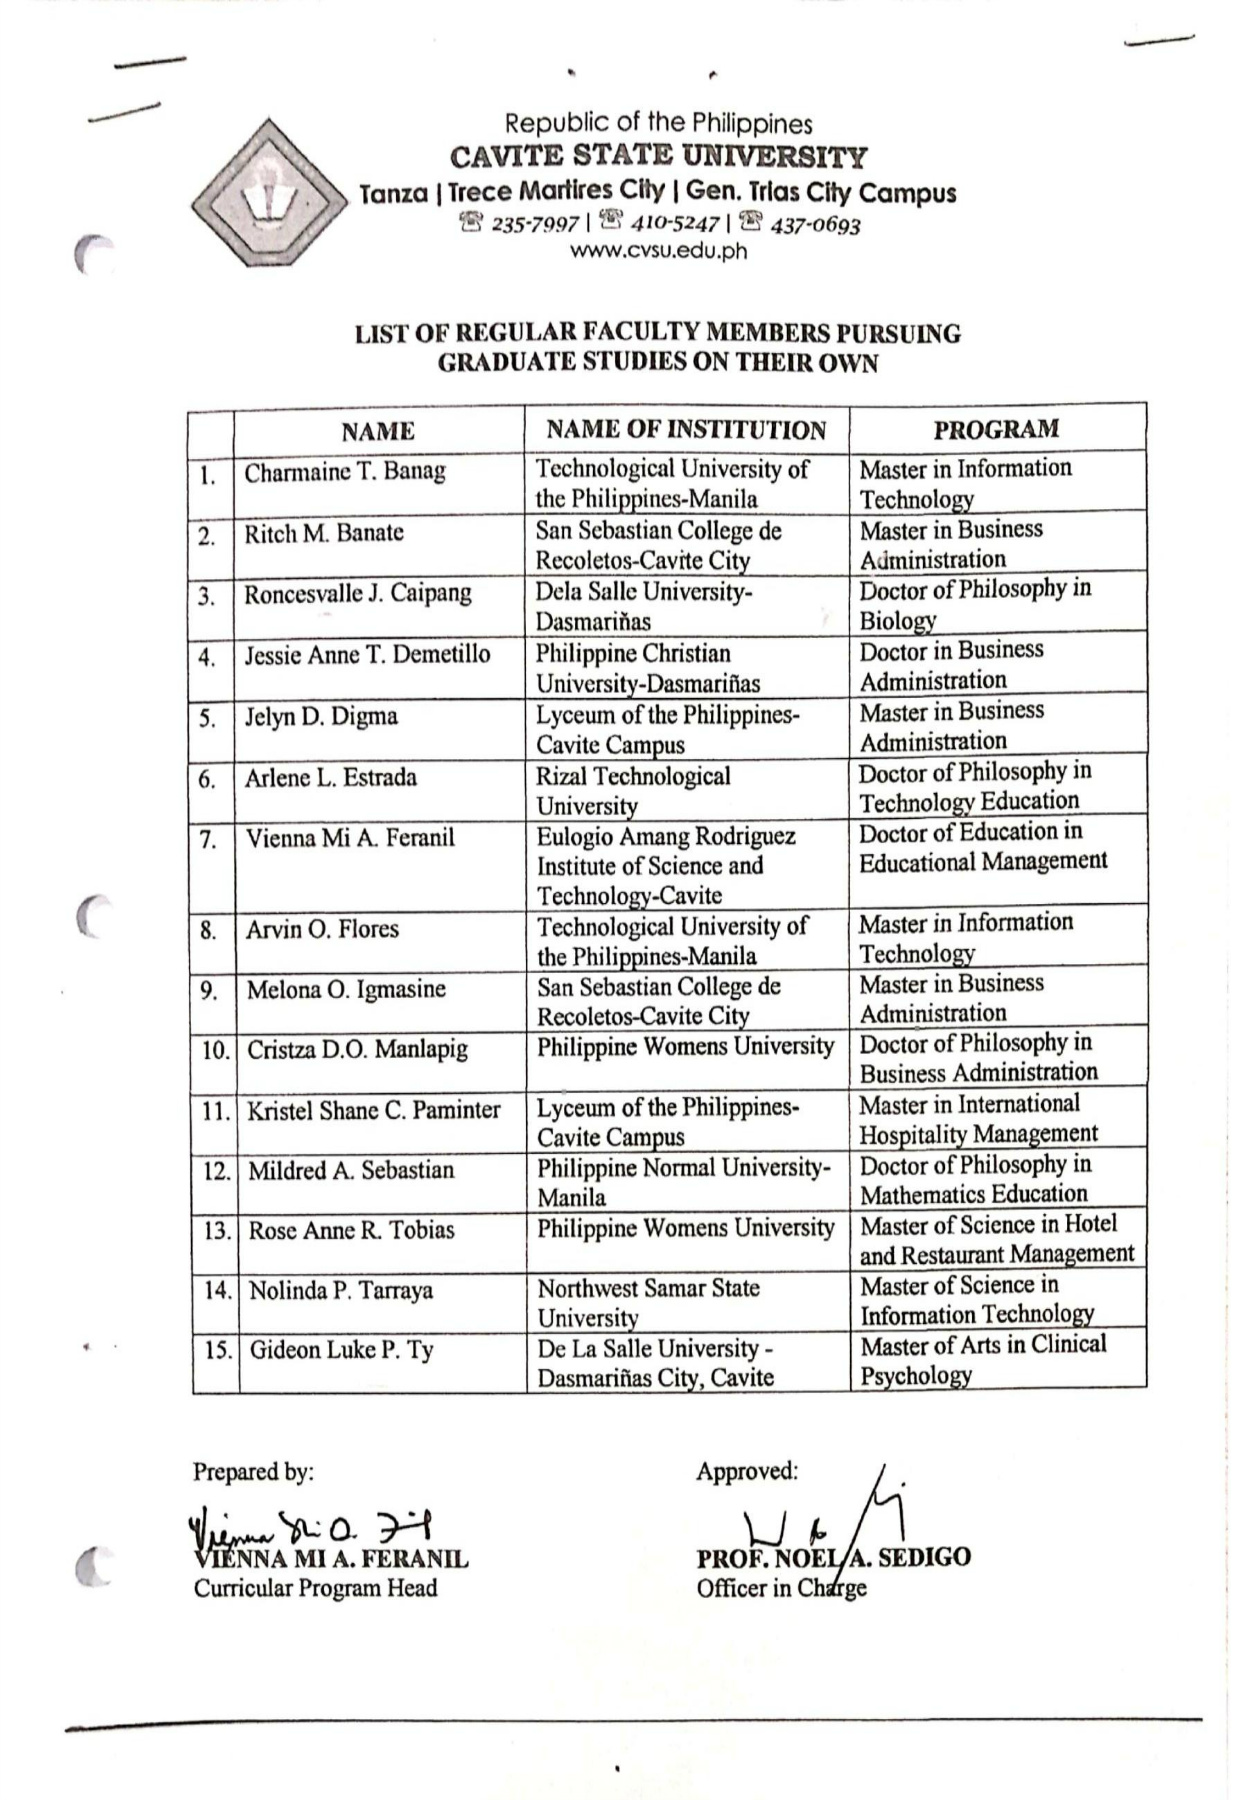 Republic of the Philippines
CAVITE STATE UNIVERSITY
Tanza | Trece Martires City | Gen. Trias City Campus
☎ 235-7997 | ☎ 410-5247 | ☎ 437-0693
www.cvsu.edu.ph
LIST OF REGULAR FACULTY MEMBERS PURSUING
GRADUATE STUDIES ON THEIR OWN
NAME NAME OF INSTITUTION PROGRAM
1. Charmaine T. Banag Technological University of Master in Information
the Philippines-Manila Technology
2. Ritch M. Banate San Sebastian College de Master in Business
Recoletos-Cavite City Administration
3. Roncesvalle J. Caipang Dela Salle University- Doctor of Philosophy in
Dasmariñas Biology
4. Jessie Anne T. Demetillo Philippine Christian Doctor in Business
University-Dasmariñas Administration
5. Jelyn D. Digma Lyceum of the Philippines- Master in Business
Cavite Campus Administration
6. Arlene L. Estrada Rizal Technological Doctor of Philosophy in
University Technology Education
7. Vienna Mi A. Feranil Eulogio Amang Rodriguez Doctor of Education in
Institute of Science and Educational Management
Technology-Cavite
8. Arvin O. Flores Technological University of Master in Information
the Philippines-Manila Technology
9. Melona O. Igmasine San Sebastian College de Master in Business
Recoletos-Cavite City Administration
10. Cristza D.O. Manlapig Philippine Womens University Doctor of Philosophy in
Business Administration
11. Kristel Shane C. Paminter Lyceum of the Philippines- Master in International
Cavite Campus Hospitality Management
12. Mildred A. Sebastian Philippine Normal University- Doctor of Philosophy in
Manila Mathematics Education
13. Rose Anne R. Tobias Philippine Womens University Master of Science in Hotel
and Restaurant Management
14. Nolinda P. Tarraya Northwest Samar State Master of Science in
University Information Technology
15. Gideon Luke P. Ty De La Salle University - Master of Arts in Clinical
Dasmariñas City, Cavite Psychology
Prepared by: Approved:
VIENNA MI A. FERANIL PROF. NOEL A. SEDIGO
Curricular Program Head Officer in Charge